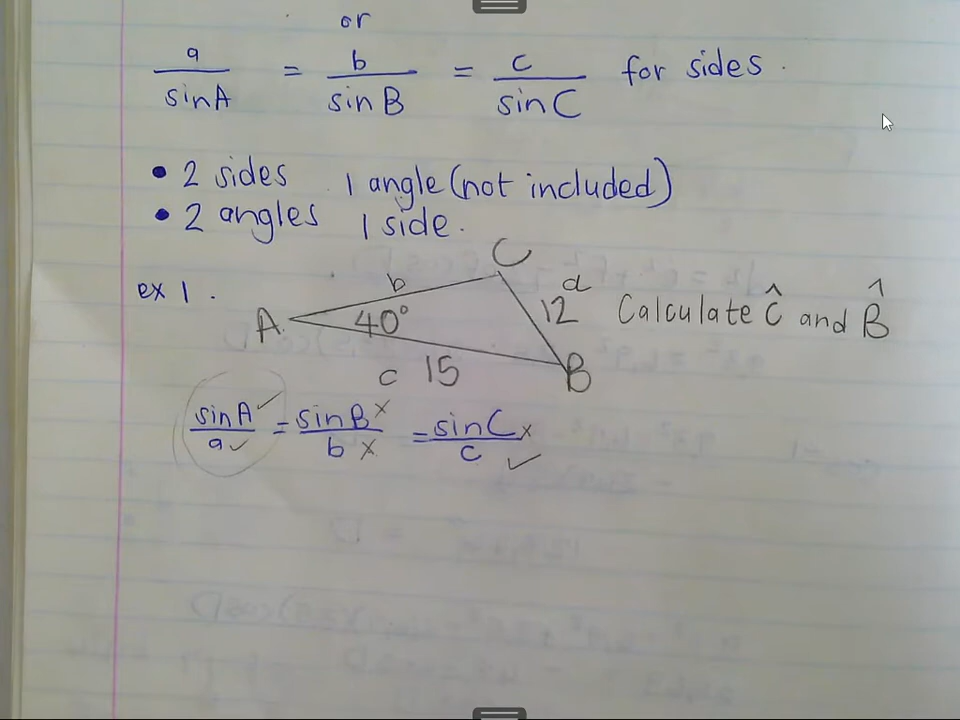 or
a/sinA = b/sinB = c/sinC for sides.
• 2 sides 1 angle (not included)
• 2 angles 1 side.
ex 1.
C
b
a
A 40° 12 Calculate Ĉ and B̂
c 15 B
sinA✓/a✓ = sinB×/b× = sinC×/c✓